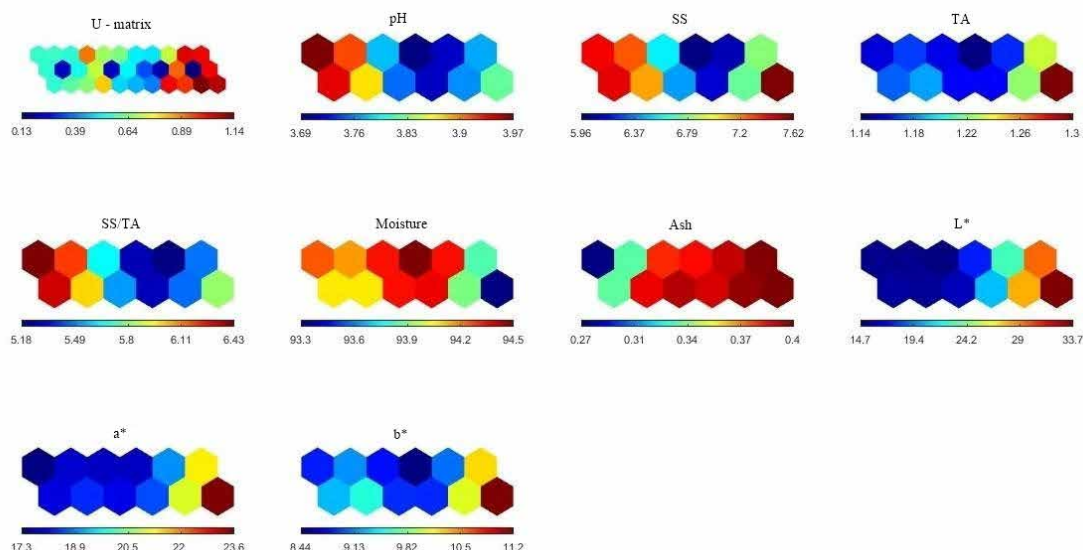 U - matrix
pH
SS
TA
0.13 0.39 0.64 0.89 1.14
3.69 3.76 3.83 3.9 3.97
5.96 6.37 6.79 7.2 7.62
1.14 1.18 1.22 1.26 1.3
SS/TA
Moisture
Ash
L*
5.18 5.49 5.8 6.11 6.43
93.3 93.6 93.9 94.2 94.5
0.27 0.31 0.34 0.37 0.4
14.7 19.4 24.2 29 33.7
a*
b*
17.3 18.9 20.5 22 23.6
8.44 9.13 9.82 10.5 11.2